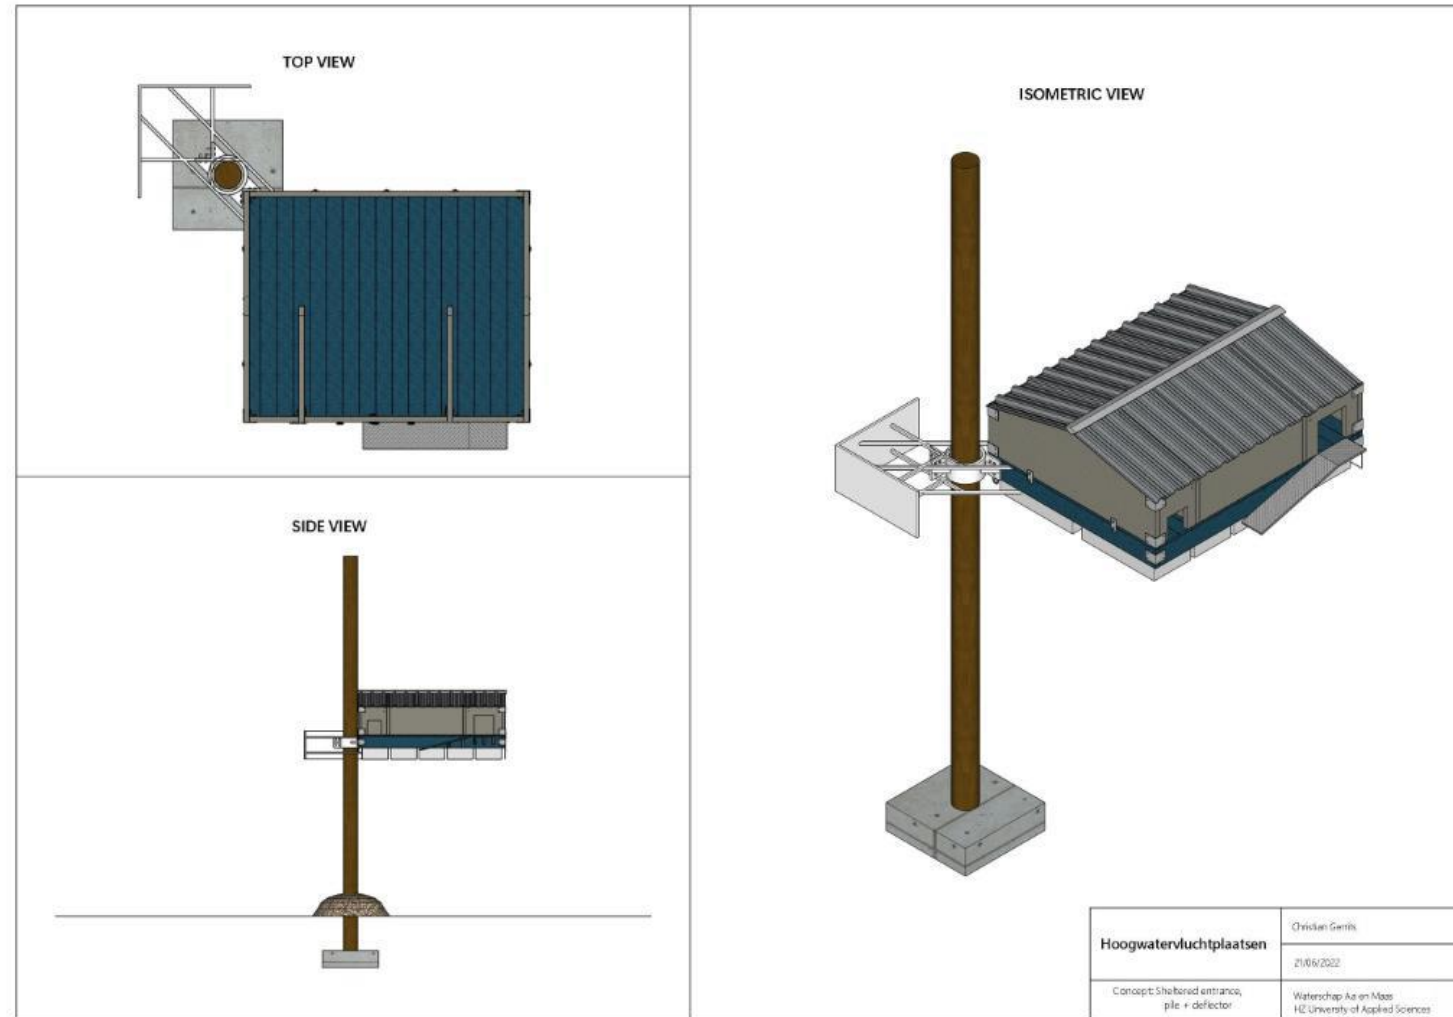 TOP VIEW
ISOMETRIC VIEW
SIDE VIEW
Hoogwatervluchtplaatsen
Christian Gerrits
21/06/2022
Concept: Sheltered entrance,
pile + deflector
Waterschap Aa en Maas
HZ University of Applied Sciences